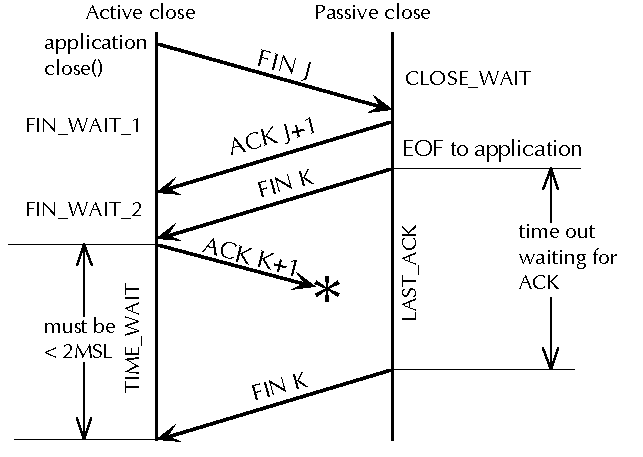 Active close
Passive close
application
close()
FIN J
CLOSE_WAIT
FIN_WAIT_1
ACK J+1
EOF to application
FIN K
FIN_WAIT_2
ACK K+1
*
time out
waiting for
ACK
LAST_ACK
must be
< 2MSL
TIME_WAIT
FIN K